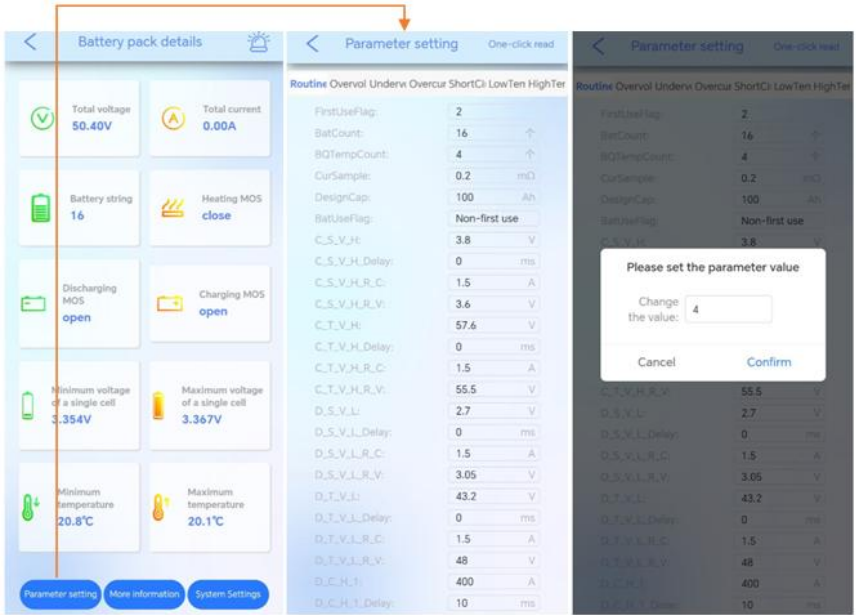 Battery pack details
Total voltage
50.40V
Total current
0.00A
Battery string
16
Heating MOS
close
Discharging
MOS
open
Charging MOS
open
Minimum voltage
of a single cell
3.354V
Maximum voltage
of a single cell
3.367V
Minimum
temperature
20.8℃
Maximum
temperature
20.1℃
Parameter setting More information System Settings
Parameter setting One-click read
Routine Overvol Underv Overcur ShortCi LowTen HighTer
FirstUseFlag: 2
BatCount: 16
BQTempCount: 4
CurSample: 0.2 mΩ
DesignCap: 100 Ah
BatUseFlag: Non-first use
C_S_V_H: 3.8 V
C_S_V_H_Delay: 0 ms
C_S_V_H_R_C: 1.5 A
C_S_V_H_R_V: 3.6 V
C_T_V_H: 57.6 V
C_T_V_H_Delay: 0 ms
C_T_V_H_R_C: 1.5 A
C_T_V_H_R_V: 55.5 V
D_S_V_L: 2.7 V
D_S_V_L_Delay: 0 ms
D_S_V_L_R_C: 1.5 A
D_S_V_L_R_V: 3.05 V
D_T_V_L: 43.2 V
D_T_V_L_Delay: 0 ms
D_T_V_L_R_C: 1.5 A
D_T_V_L_R_V: 48 V
D_C_H_1: 400 A
D_C_H_1_Delay: 10 ms
Parameter setting One-click read
Routine Overvol Underv Overcur ShortCi LowTen HighTer
FirstUseFlag: 2
BatCount: 16
BQTempCount: 4
CurSample: 0.2 mΩ
DesignCap: 100 Ah
BatUseFlag: Non-first use
C_S_V_H: 3.8 V
Please set the parameter value
Change
the value: 4
Cancel Confirm
C_T_V_H_R_V: 55.5 V
D_S_V_L: 2.7 V
D_S_V_L_Delay: 0 ms
D_S_V_L_R_C: 1.5 A
D_S_V_L_R_V: 3.05 V
D_T_V_L: 43.2 V
D_T_V_L_Delay: 0 ms
D_T_V_L_R_C: 1.5 A
D_T_V_L_R_V: 48 V
D_C_H_1: 400 A
D_C_H_1_Delay: 10 ms